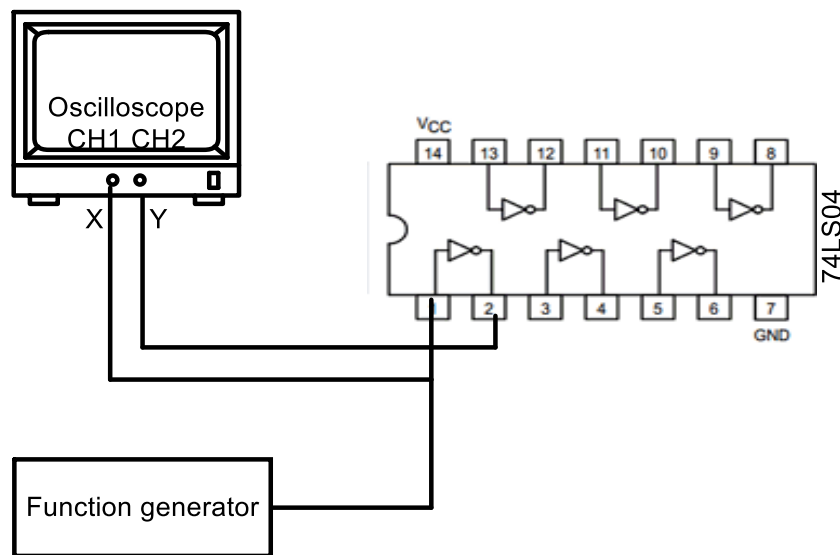 Oscilloscope
CH1 CH2
X Y
VCC
14 13 12 11 10 9 8
1 2 3 4 5 6 7
GND
74LS04
Function generator